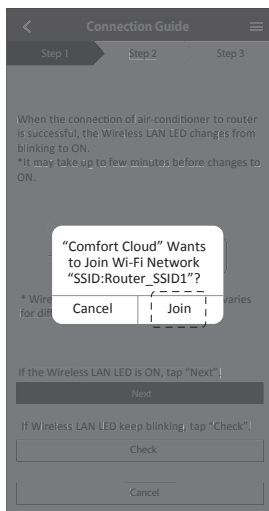 Connection Guide
Step 1 Step 2 Step 3
When the connection of air-conditioner to router
is successful, the Wireless LAN LED changes from
blinking to ON.
*It may take up to few minutes before changes to
ON.
“Comfort Cloud” Wants
to Join Wi-Fi Network
“SSID:Router_SSID1”?
Cancel Join
* Wire varies
for dif
If the Wireless LAN LED is ON, tap “Next”.
Next
If Wireless LAN LED keep blinking, tap “Check”.
Check
Cancel